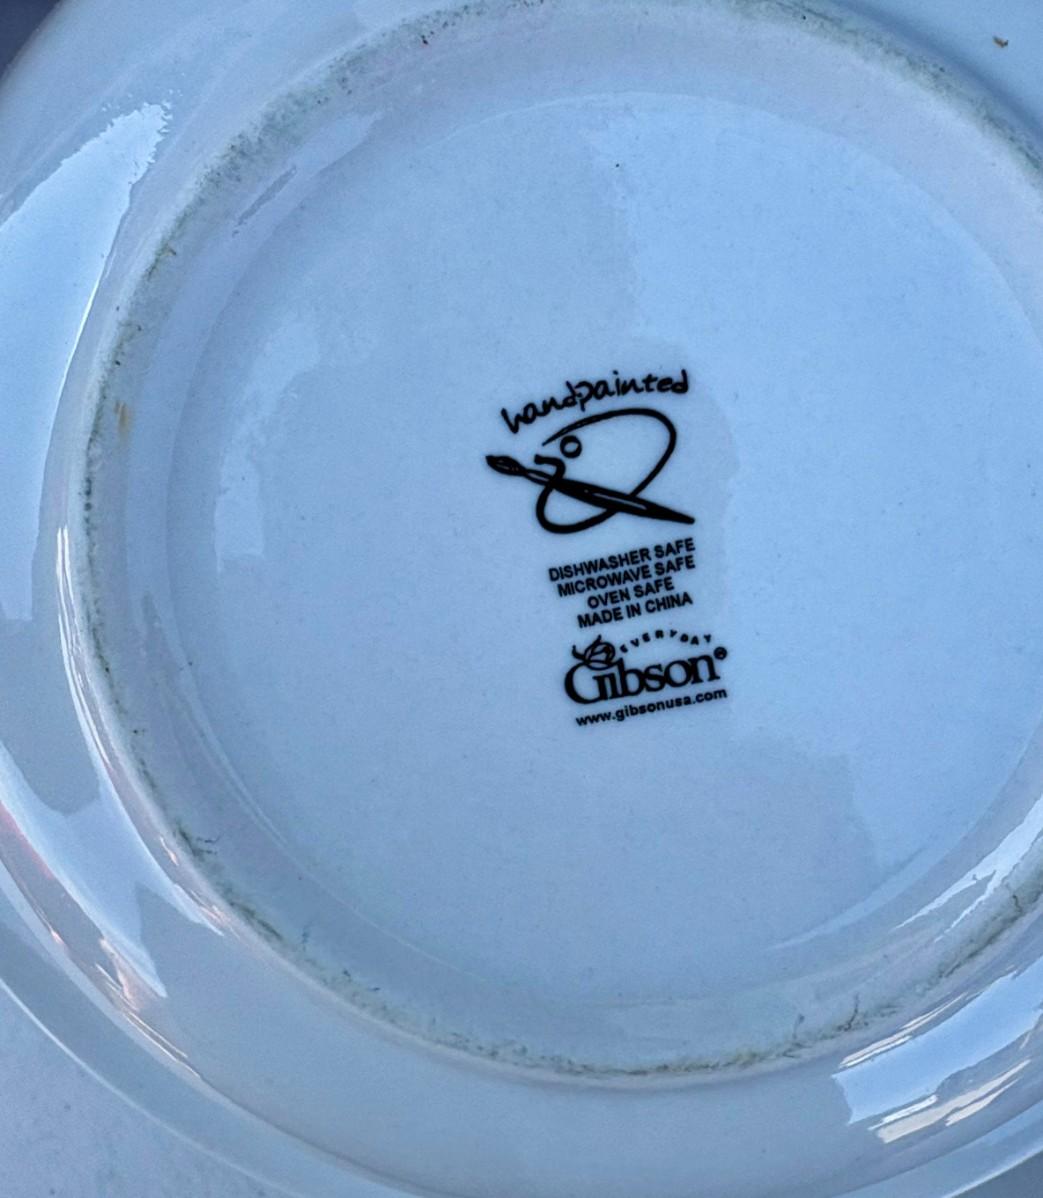 handpainted
DISHWASHER SAFE
MICROWAVE SAFE
OVEN SAFE
MADE IN CHINA
EVERYDAY
Gibson®
www.gibsonusa.com